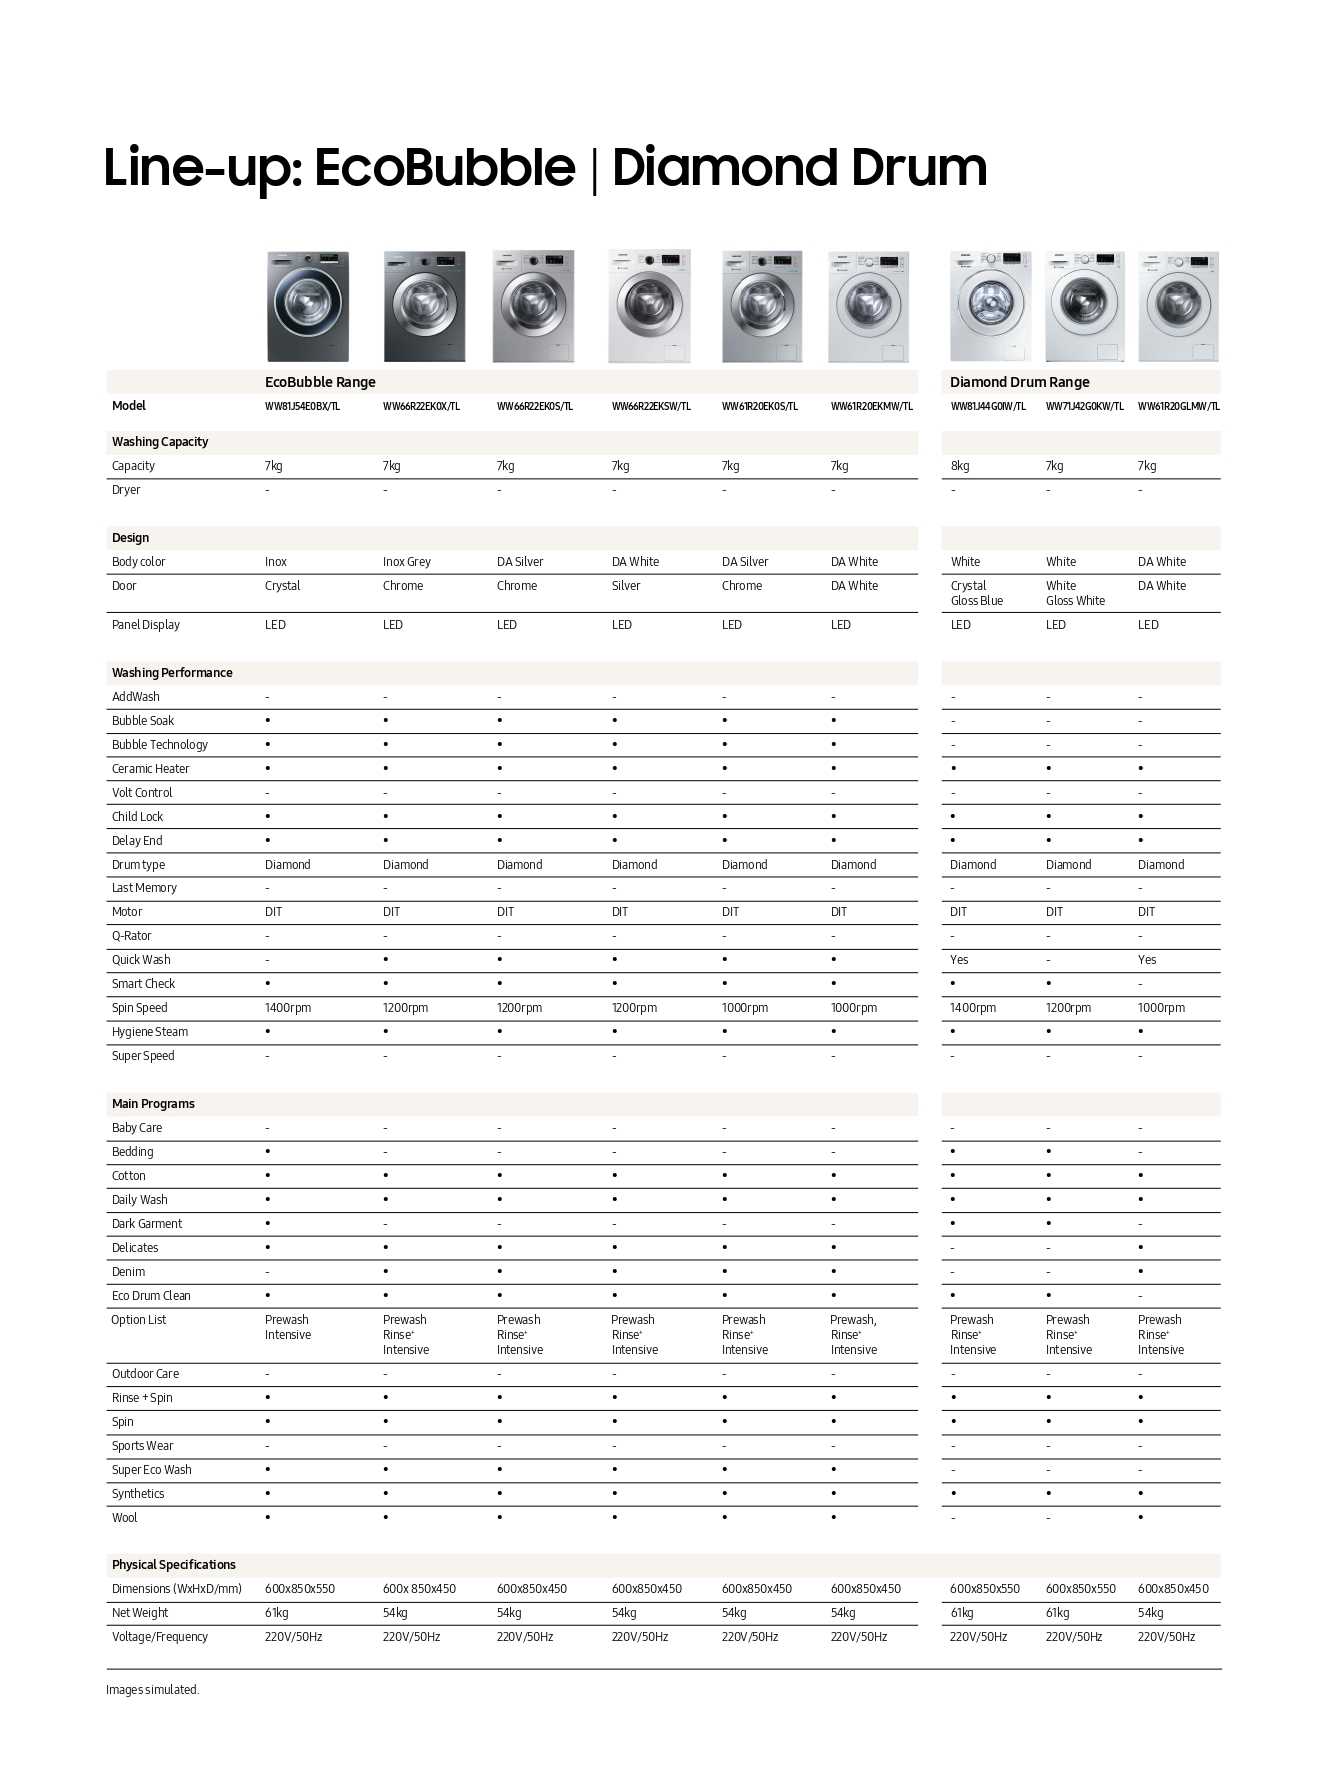 Line-up: EcoBubble | Diamond Drum
EcoBubble Range Diamond Drum Range
Model WW81J54E0BX/TL WW66R22EK0X/TL WW66R22EK0S/TL WW66R22EKSW/TL WW61R20EK0S/TL WW61R20EKMW/TL WW81J44G0IW/TL WW71J42G0KW/TL WW61R20GLMW/TL
Washing Capacity
Capacity 7kg 7kg 7kg 7kg 7kg 7kg 8kg 7kg 7kg
Dryer - - - - - - - - -
Design
Body color Inox Inox Grey DA Silver DA White DA Silver DA White White White DA White
Door Crystal Chrome Chrome Silver Chrome DA White Crystal White DA White
Gloss Blue Gloss White
Panel Display LED LED LED LED LED LED LED LED LED
Washing Performance
AddWash - - - - - - - - -
Bubble Soak • • • • • • - - -
Bubble Technology • • • • • • - - -
Ceramic Heater • • • • • • • • •
Volt Control - - - - - - - - -
Child Lock • • • • • • • • •
Delay End • • • • • • • • •
Drum type Diamond Diamond Diamond Diamond Diamond Diamond Diamond Diamond Diamond
Last Memory - - - - - - - - -
Motor DIT DIT DIT DIT DIT DIT DIT DIT DIT
Q-Rator - - - - - - - - -
Quick Wash - • • • • • Yes - Yes
Smart Check • • • • • • • • -
Spin Speed 1400rpm 1200rpm 1200rpm 1200rpm 1000rpm 1000rpm 1400rpm 1200rpm 1000rpm
Hygiene Steam • • • • • • • • •
Super Speed - - - - - - - - -
Main Programs
Baby Care - - - - - - - - -
Bedding • - - - - - • • -
Cotton • • • • • • • • •
Daily Wash • • • • • • • • •
Dark Garment • - - - - - • • -
Delicates • • • • • • - - •
Denim - • • • • • - - •
Eco Drum Clean • • • • • • • • -
Option List Prewash Prewash Prewash Prewash Prewash Prewash, Prewash Prewash Prewash
Intensive Rinse+ Rinse+ Rinse+ Rinse+ Rinse+ Rinse+ Rinse+ Rinse+
Intensive Intensive Intensive Intensive Intensive Intensive Intensive Intensive
Outdoor Care - - - - - - - - -
Rinse + Spin • • • • • • • • •
Spin • • • • • • • • •
Sports Wear - - - - - - - - -
Super Eco Wash • • • • • • - - -
Synthetics • • • • • • • • •
Wool • • • • • • - - •
Physical Specifications
Dimensions (WxHxD/mm) 600x850x550 600x 850x450 600x850x450 600x850x450 600x850x450 600x850x450 600x850x550 600x850x550 600x850x450
Net Weight 61kg 54kg 54kg 54kg 54kg 54kg 61kg 61kg 54kg
Voltage/Frequency 220V/50Hz 220V/50Hz 220V/50Hz 220V/50Hz 220V/50Hz 220V/50Hz 220V/50Hz 220V/50Hz 220V/50Hz
Images simulated.